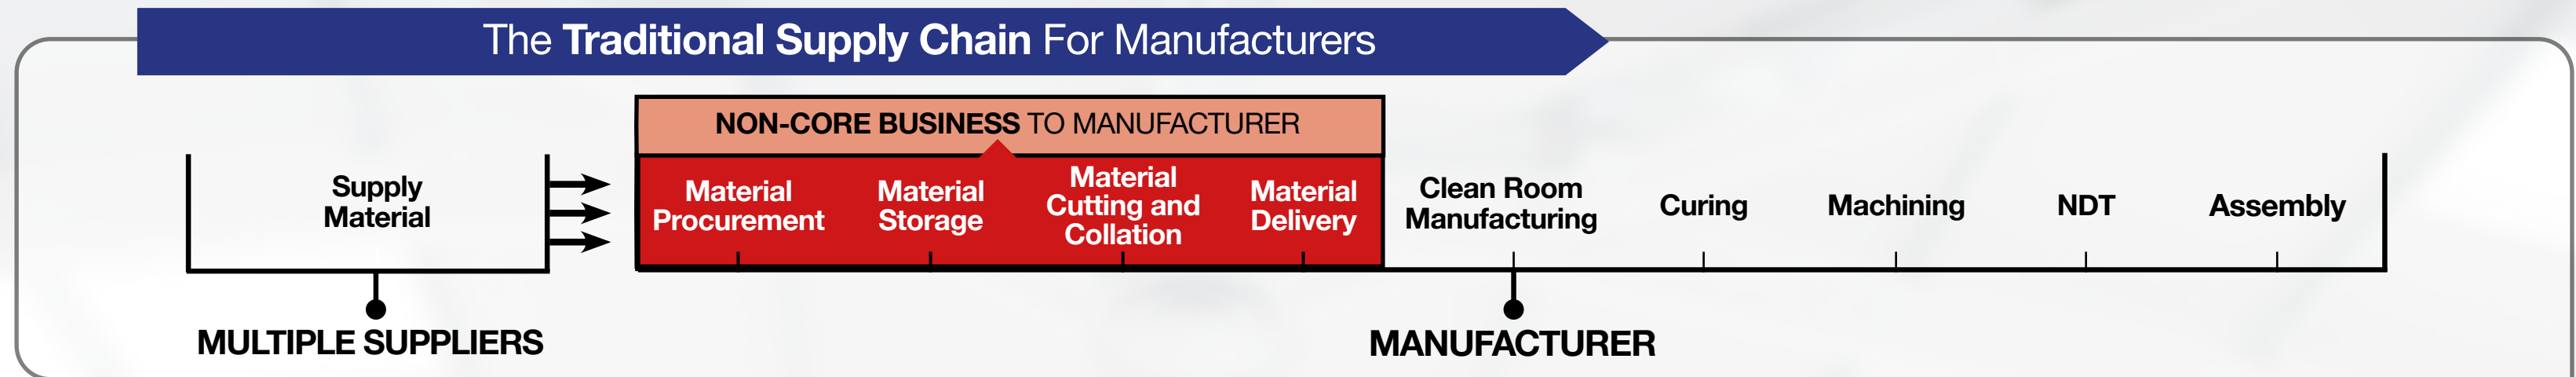 The Traditional Supply Chain For Manufacturers
NON-CORE BUSINESS TO MANUFACTURER
Supply
Material
Material
Procurement
Material
Storage
Material
Cutting and
Collation
Material
Delivery
Clean Room
Manufacturing
Curing
Machining
NDT
Assembly
MULTIPLE SUPPLIERS
MANUFACTURER